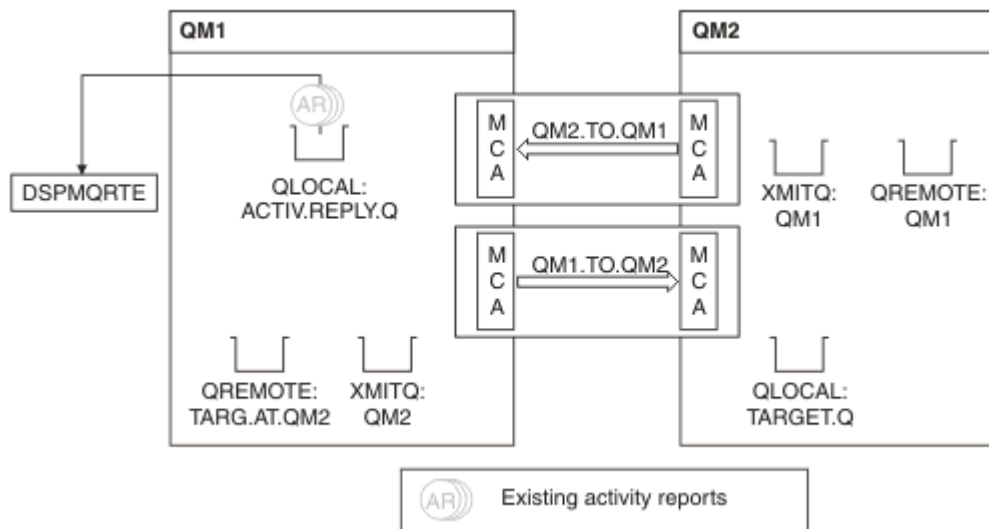 QM1
QM2
AR
M
C
A
QM2.TO.QM1
M
C
A
DSPMQRTE
QLOCAL:
ACTIV.REPLY.Q
XMITQ:
QM1
QREMOTE:
QM1
M
C
A
QM1.TO.QM2
M
C
A
QREMOTE:
TARG.AT.QM2
XMITQ:
QM2
QLOCAL:
TARGET.Q
AR
Existing activity reports